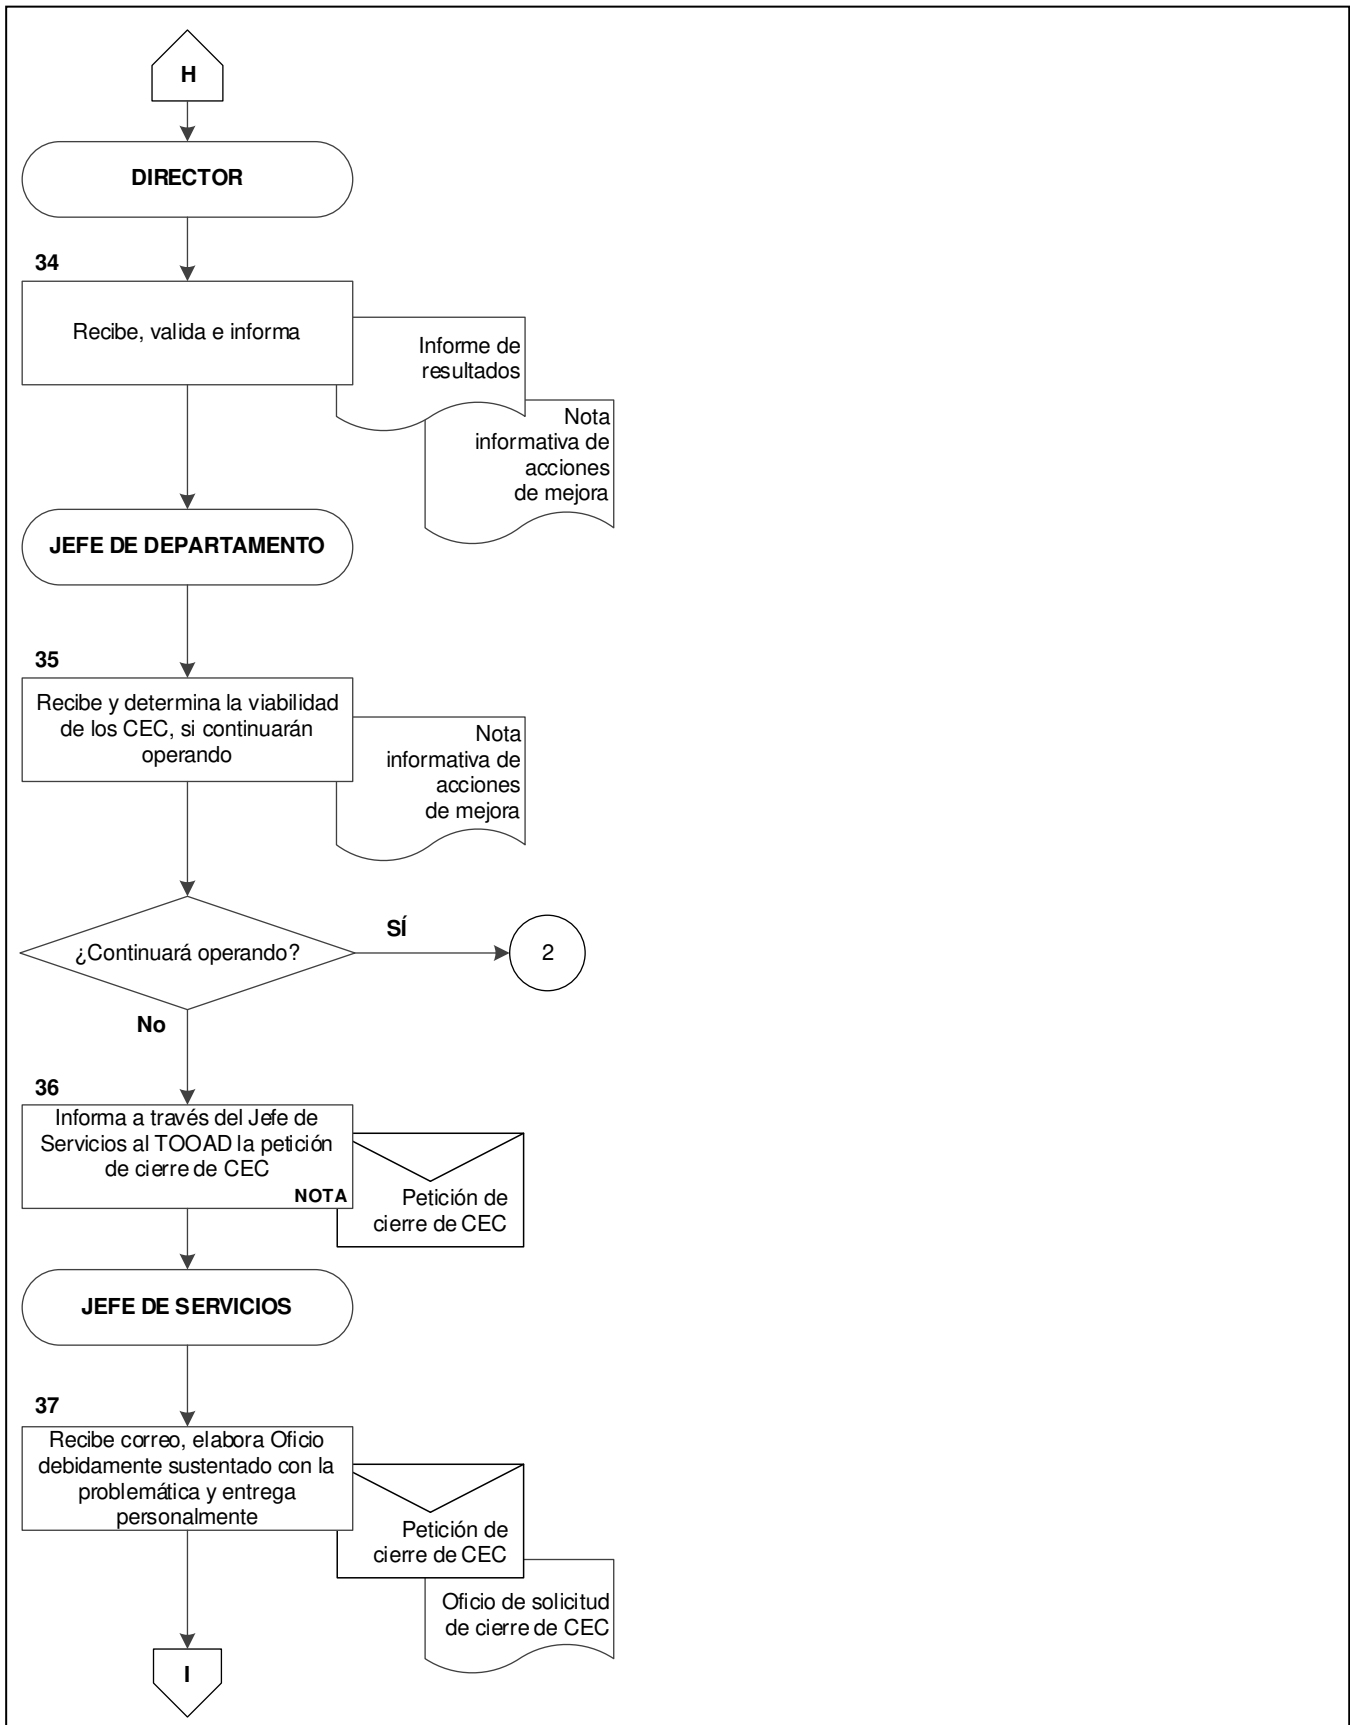 H
DIRECTOR
34
Recibe, valida e informa
Informe de
resultados
Nota
informativa de
acciones
de mejora
JEFE DE DEPARTAMENTO
35
Recibe y determina la viabilidad
de los CEC, si continuarán
operando
Nota
informativa de
acciones
de mejora
¿Continuará operando?
SÍ
2
No
36
Informa a través del Jefe de
Servicios al TOOAD la petición
de cierre de CEC
NOTA
Petición de
cierre de CEC
JEFE DE SERVICIOS
37
Recibe correo, elabora Oficio
debidamente sustentado con la
problemática y entrega
personalmente
Petición de
cierre de CEC
Oficio de solicitud
de cierre de CEC
I